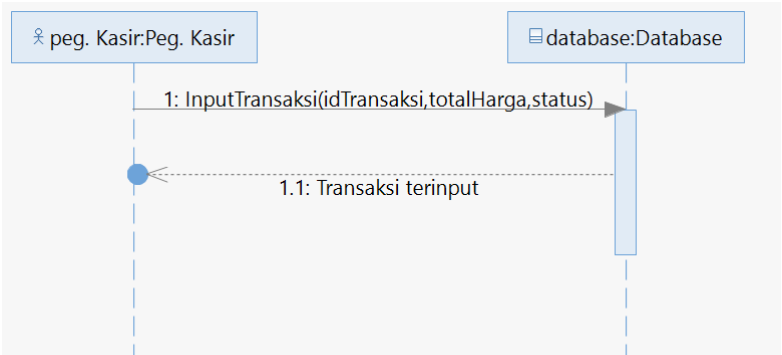 peg. Kasir:Peg. Kasir
database:Database
1: InputTransaksi(idTransaksi,totalHarga,status)
1.1: Transaksi terinput